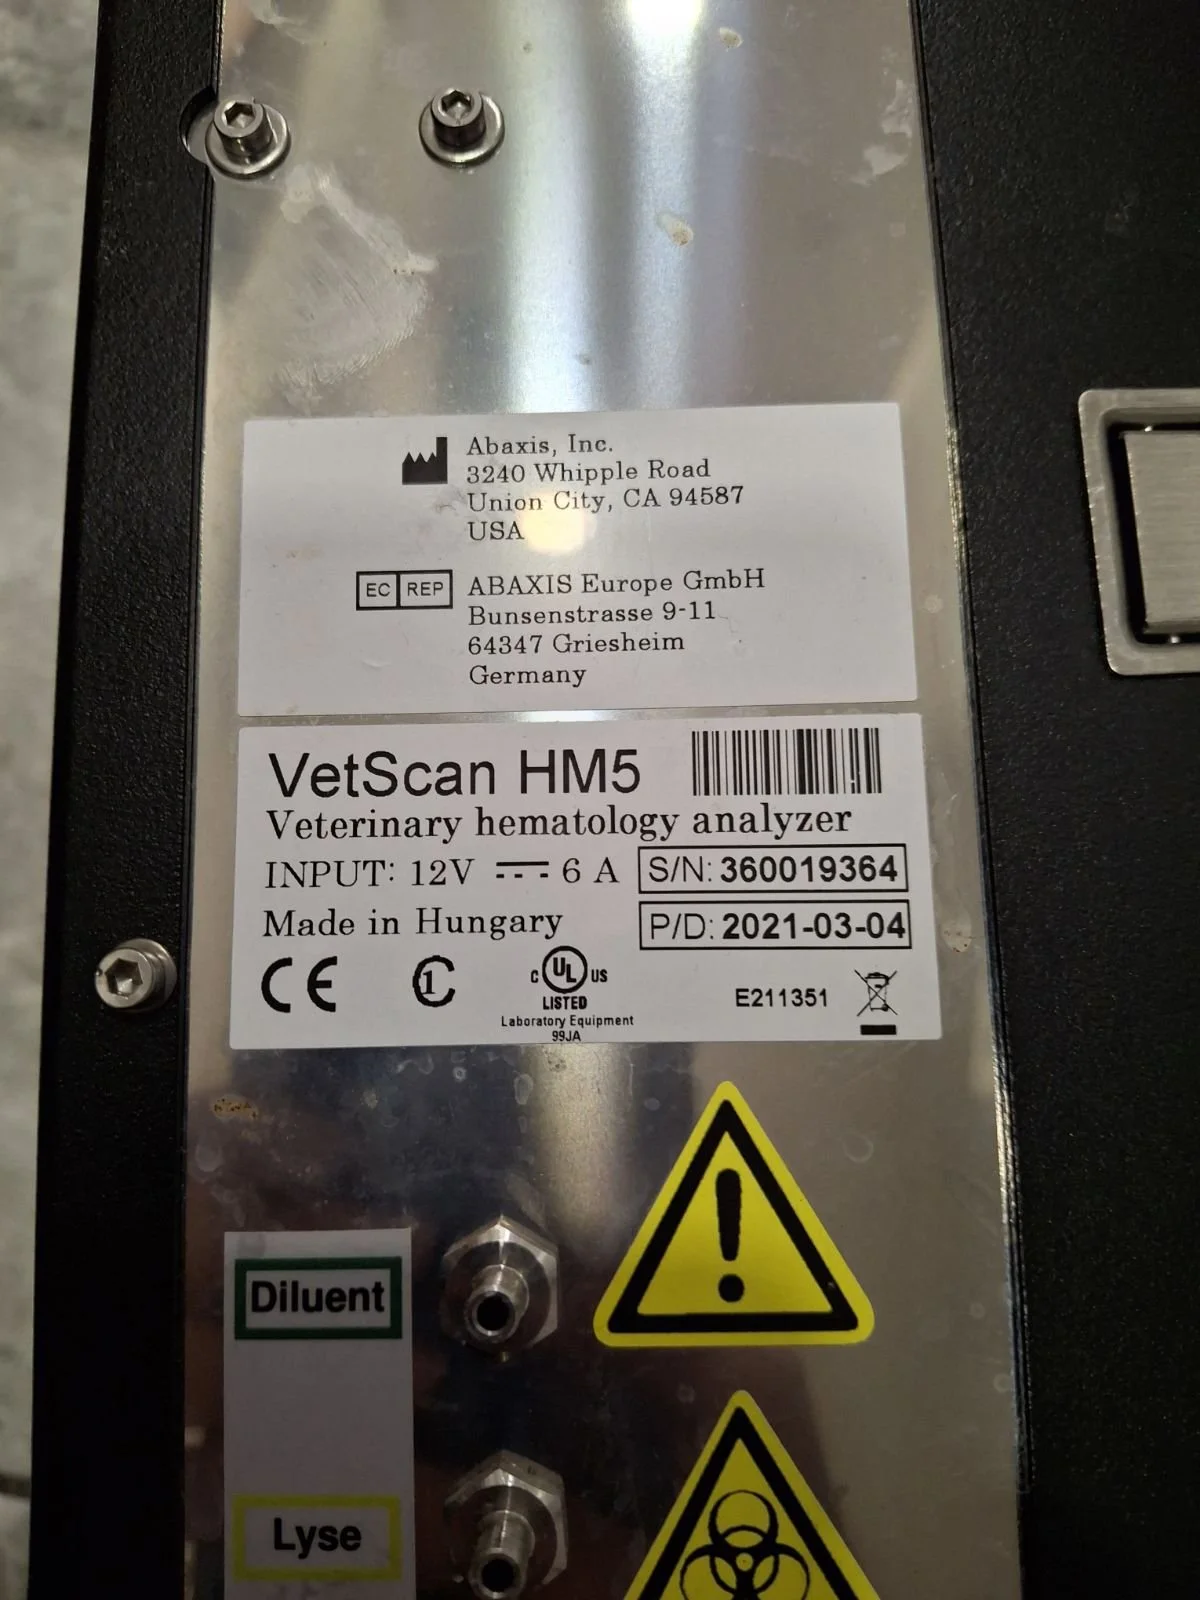 Abaxis, Inc.
3240 Whipple Road
Union City, CA 94587
USA
EC REP
ABAXIS Europe GmbH
Bunsenstrasse 9-11
64347 Griesheim
Germany
VetScan HM5
Veterinary hematology analyzer
INPUT: 12V 6 A
S/N: 360019364
Made in Hungary
P/D: 2021-03-04
CE
C1
C UL US
LISTED
Laboratory Equipment
99JA
E211351
Diluent
Lyse